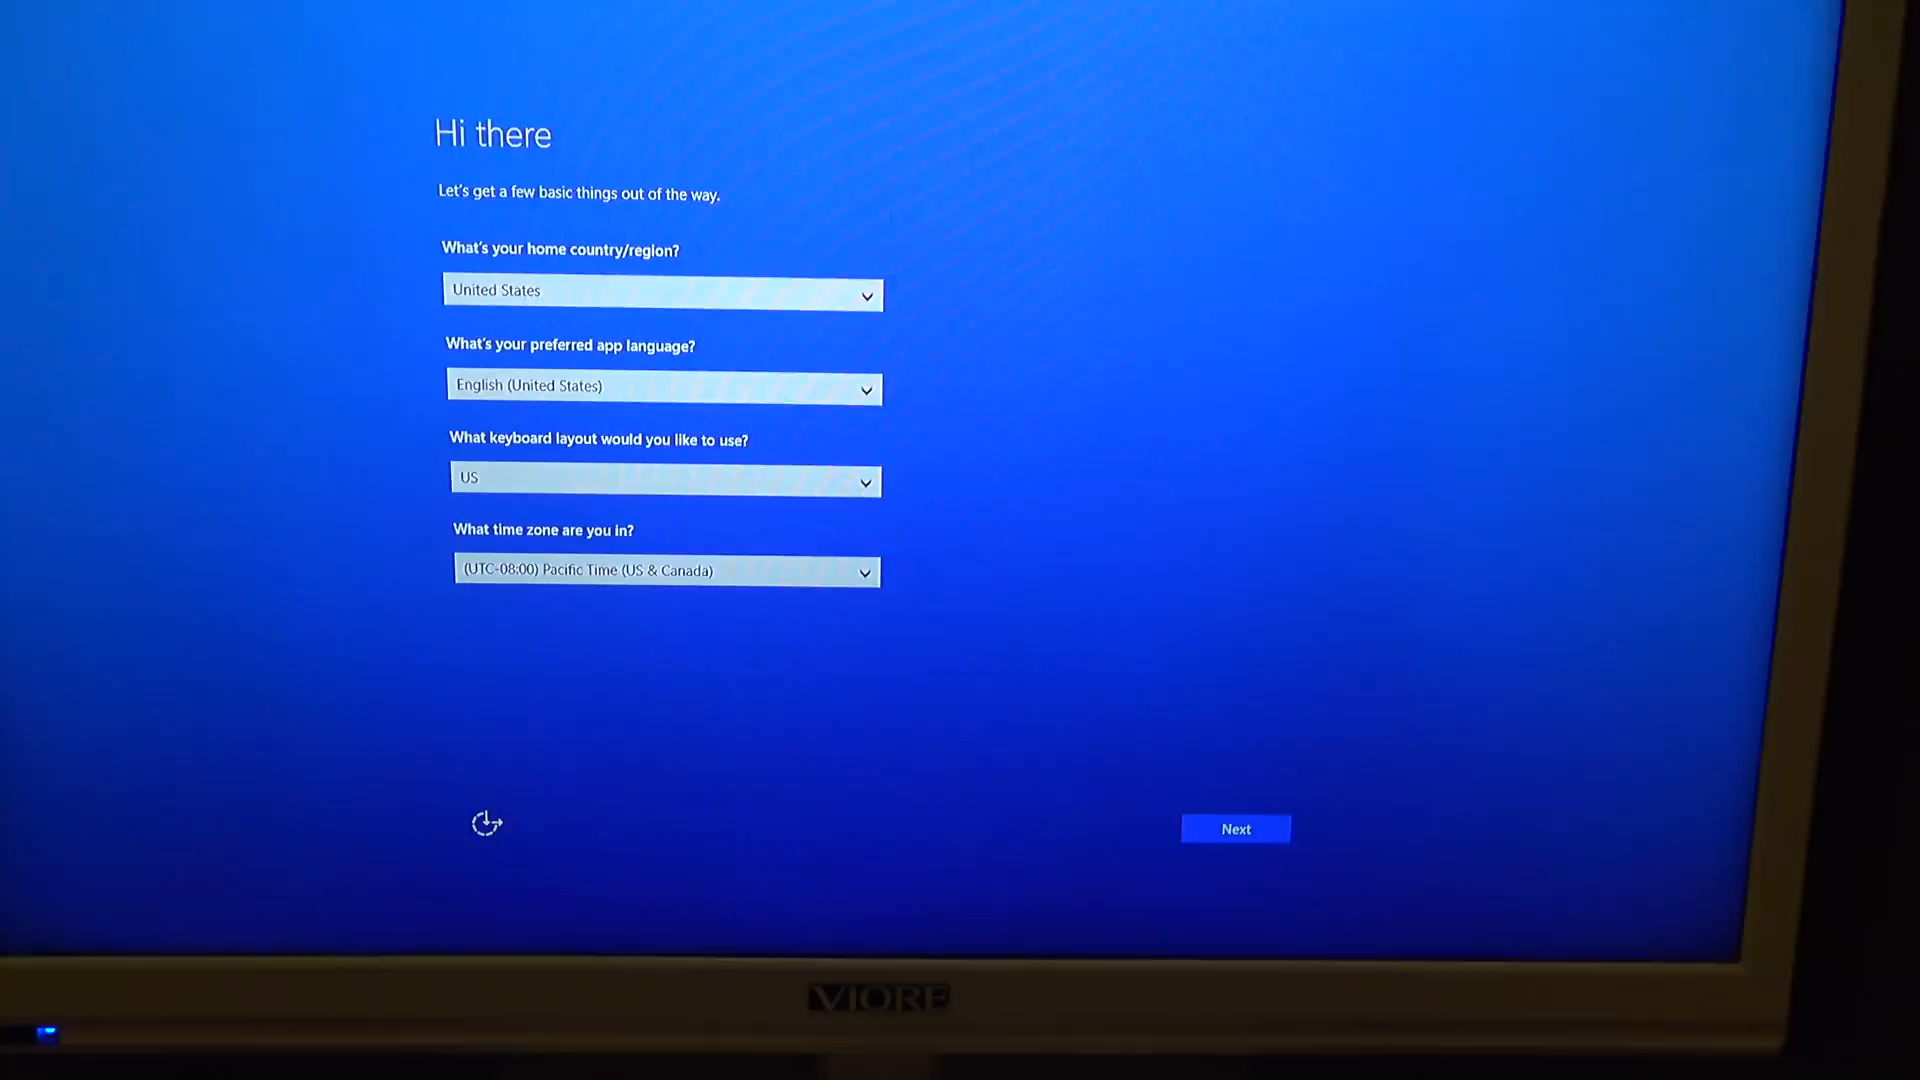 Hi there
Let's get a few basic things out of the way.
What's your home country/region?
United States
What's your preferred app language?
English (United States)
What keyboard layout would you like to use?
US
What time zone are you in?
(UTC-08:00) Pacific Time (US & Canada)
Next
VIORE